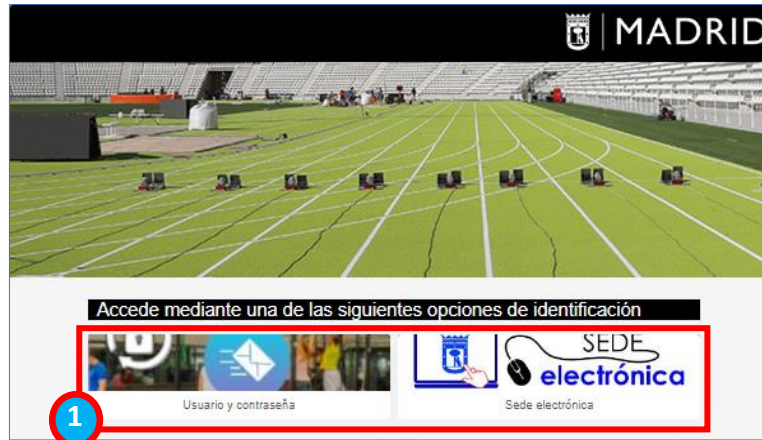 MADRID
Accede mediante una de las siguientes opciones de identificación
SEDE
electrónica
Usuario y contraseña
Sede electrónica
1